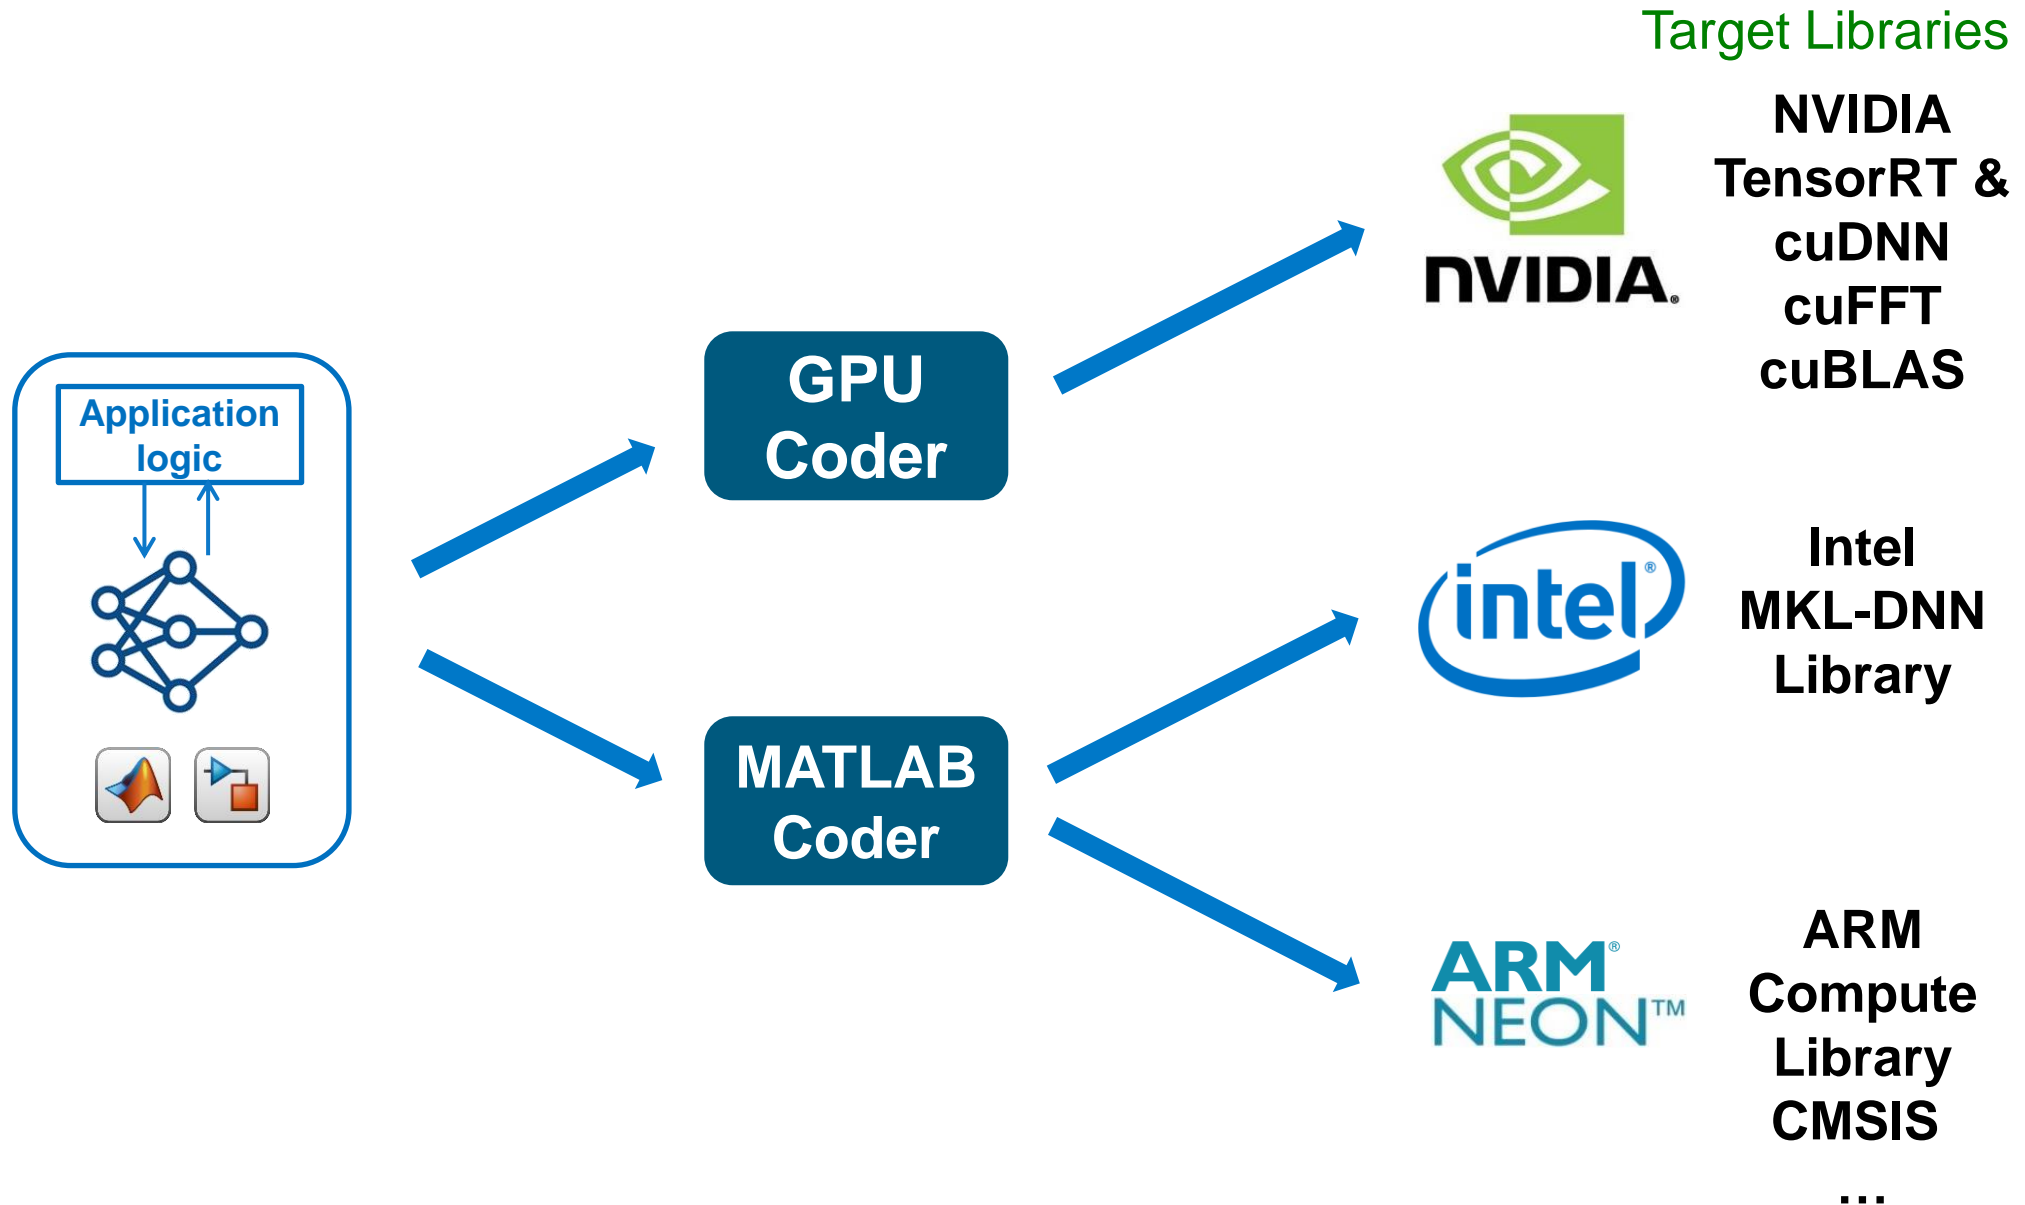 Target Libraries
NVIDIA
TensorRT &
cuDNN
cuFFT
cuBLAS
nVIDIA®
Application
logic
GPU
Coder
MATLAB
Coder
intel®
Intel
MKL-DNN
Library
ARM®
NEON™
ARM
Compute
Library
CMSIS
...